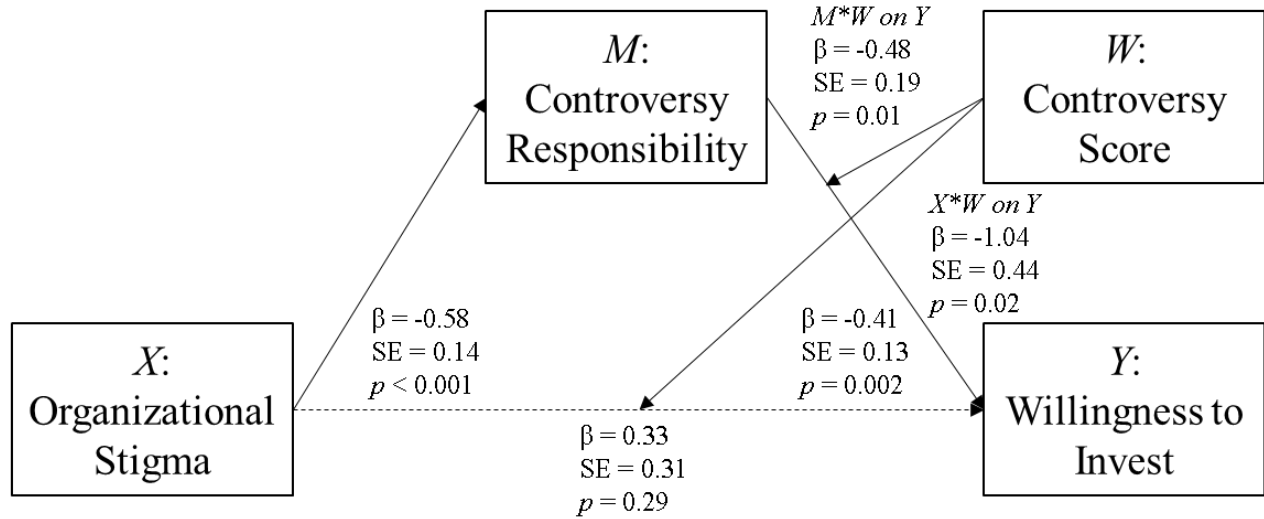 M:
Controversy
Responsibility
M*W on Y
β = -0.48
SE = 0.19
p = 0.01
W:
Controversy
Score
X*W on Y
β = -1.04
SE = 0.44
p = 0.02
X:
Organizational
Stigma
β = -0.58
SE = 0.14
p < 0.001
β = -0.41
SE = 0.13
p = 0.002
Y:
Willingness to
Invest
β = 0.33
SE = 0.31
p = 0.29